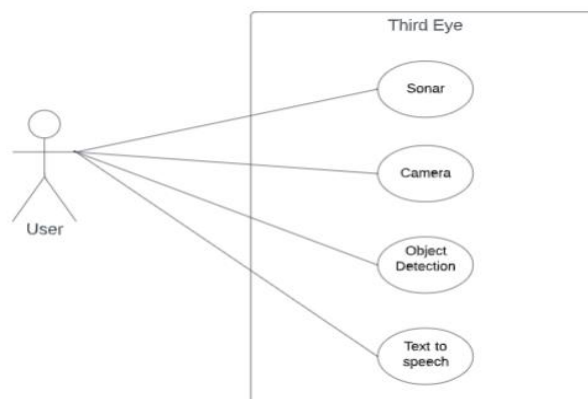 Third Eye
Sonar
Camera
User
Object
Detection
Text to
speech